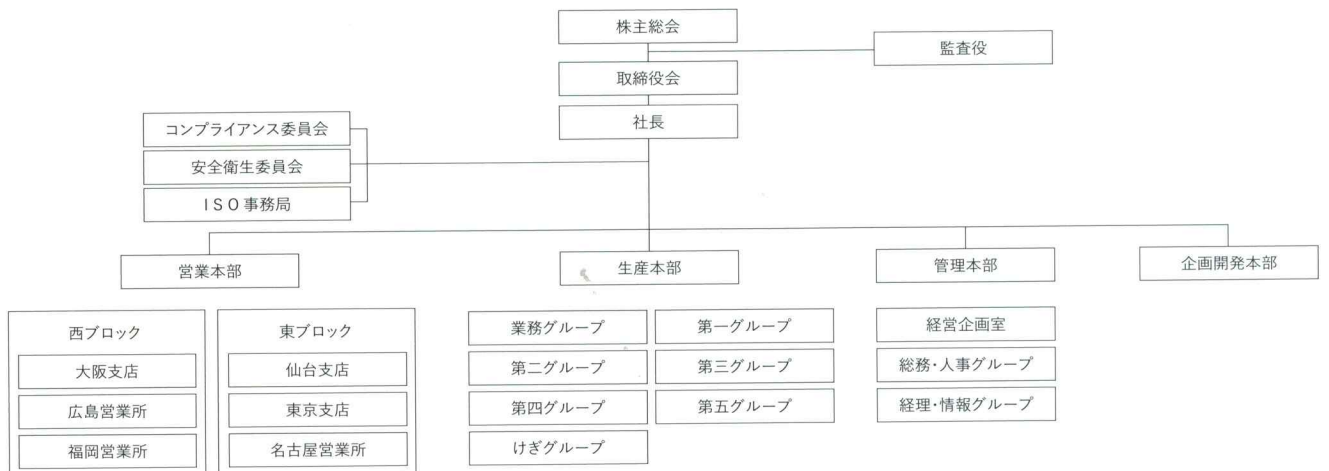 株主総会
監査役
取締役会
社長
コンプライアンス委員会
安全衛生委員会
ISO事務局
営業本部
生産本部
管理本部
企画開発本部
西ブロック
大阪支店
広島営業所
福岡営業所
東ブロック
仙台支店
東京支店
名古屋営業所
業務グループ
第一グループ
第二グループ
第三グループ
第四グループ
第五グループ
けぎグループ
経営企画室
総務・人事グループ
経理・情報グループ